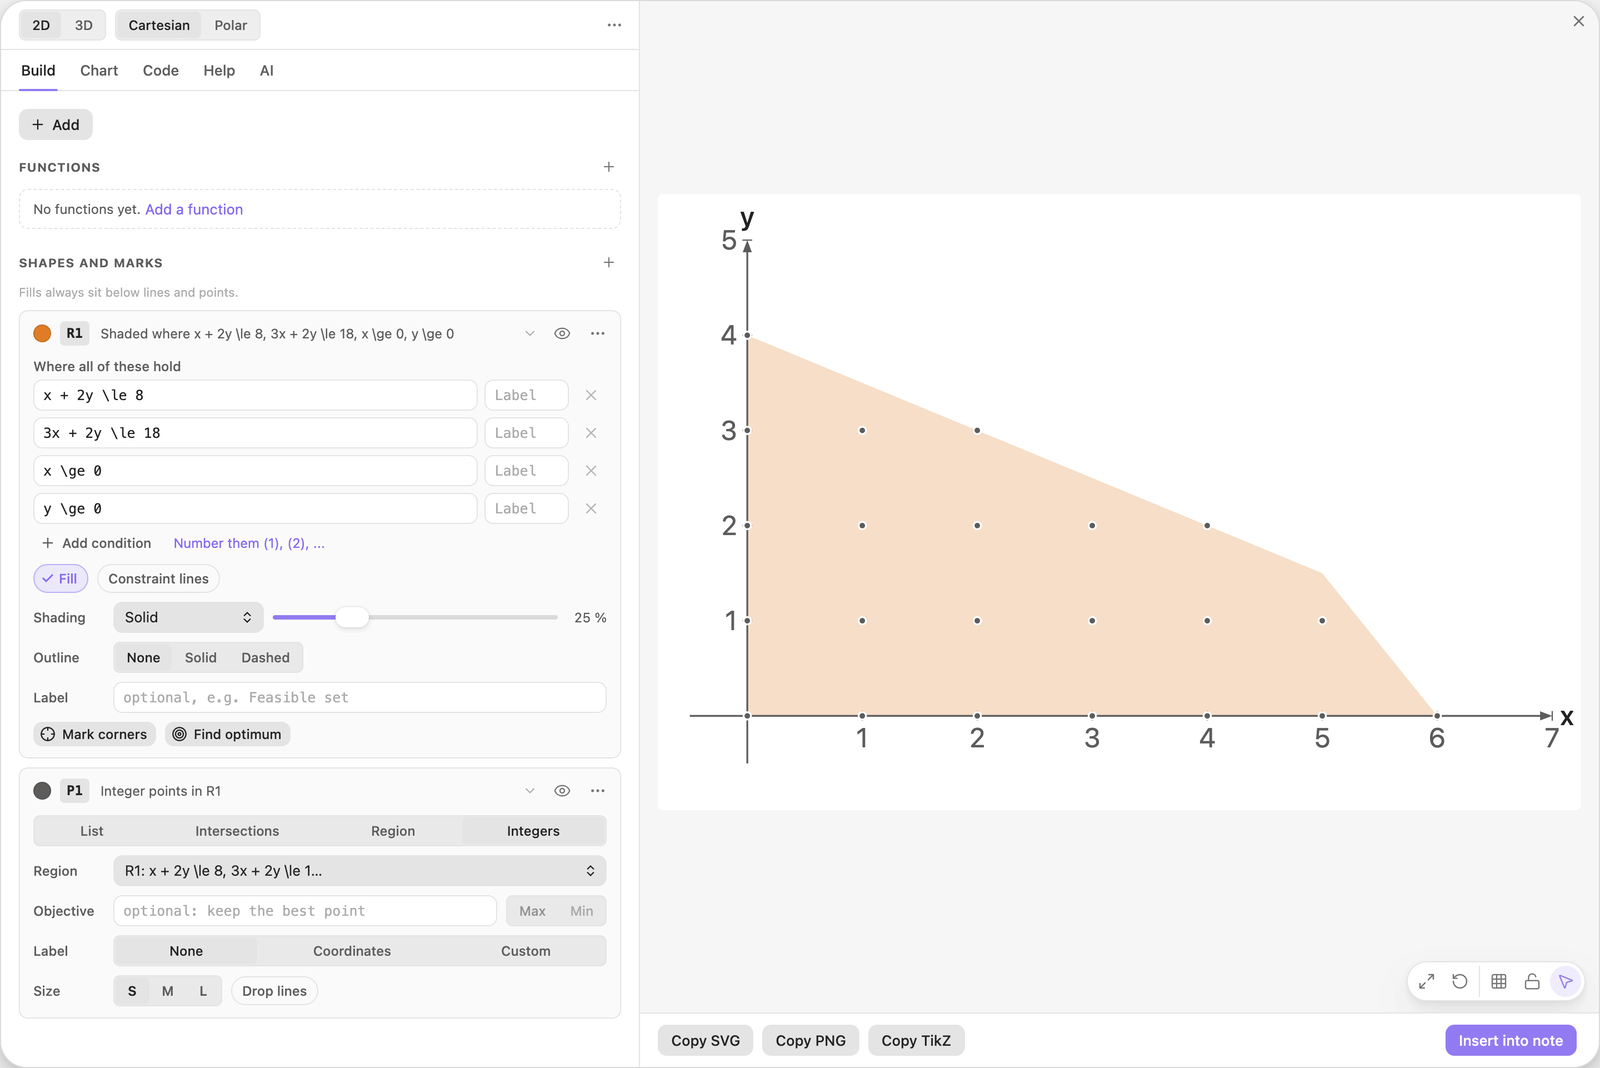 2D 3D Cartesian Polar
Build Chart Code Help AI
+ Add
FUNCTIONS
No functions yet. Add a function
SHAPES AND MARKS
Fills always sit below lines and points.
R1 Shaded where x + 2y \le 8, 3x + 2y \le 18, x \ge 0, y \ge 0
Where all of these hold
x + 2y \le 8 Label
3x + 2y \le 18 Label
x \ge 0 Label
y \ge 0 Label
+ Add condition Number them (1), (2), ...
Fill Constraint lines
Shading Solid 25 %
Outline None Solid Dashed
Label optional, e.g. Feasible set
Mark corners Find optimum
P1 Integer points in R1
List Intersections Region Integers
Region R1: x + 2y \le 8, 3x + 2y \le 1...
Objective optional: keep the best point Max Min
Label None Coordinates Custom
Size S M L Drop lines
y
5
4
3
2
1
x
1 2 3 4 5 6 7
Copy SVG Copy PNG Copy TikZ Insert into note